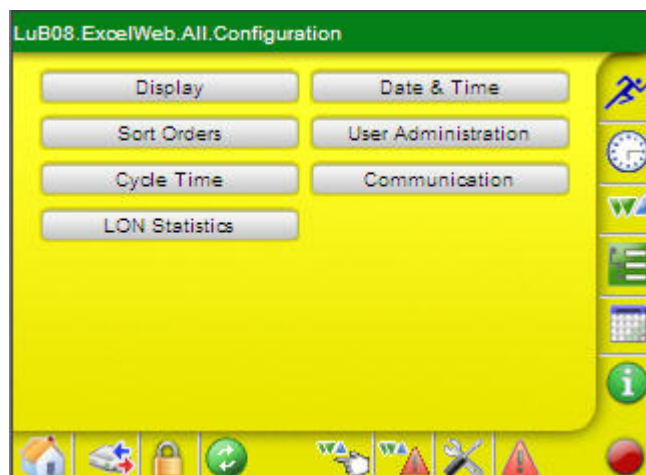 LuB08.ExcelWeb.All.Configuration
Display
Date & Time
Sort Orders
User Administration
Cycle Time
Communication
LON Statistics